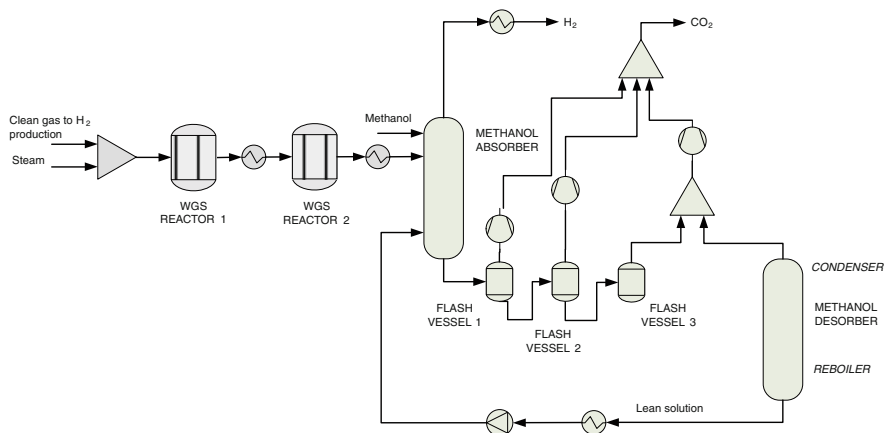 H2
CO2
Clean gas to H2
production
Steam
Methanol
METHANOL
ABSORBER
WGS
REACTOR 1
WGS
REACTOR 2
CONDENSER
FLASH
VESSEL 1
FLASH
VESSEL 2
FLASH
VESSEL 3
METHANOL
DESORBER
REBOILER
Lean solution